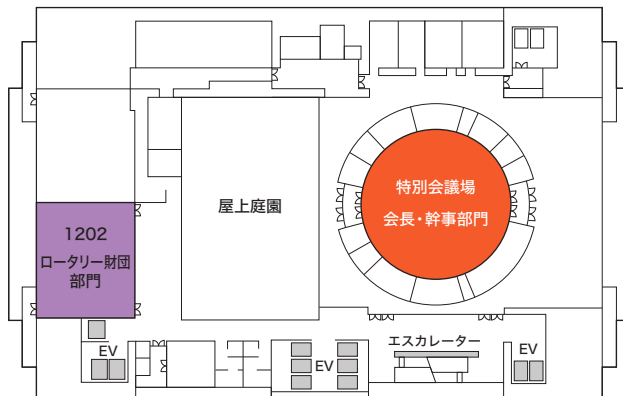 特別会議場
会長・幹事部門
屋上庭園
1202
ロータリー財団
部門
エスカレーター
EV
EV
EV